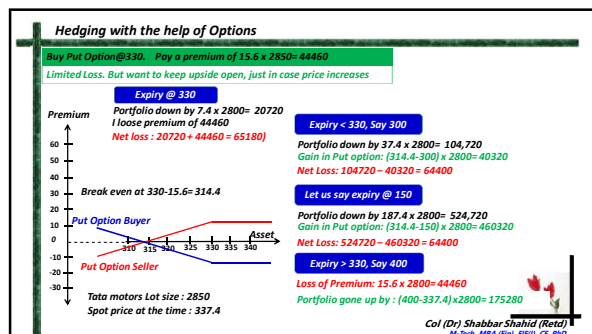 Hedging with the help of Options
Buy Put Option@330. Pay a premium of 15.6 x 2850= 44460
Limited Loss. But want to keep upside open, just in case price increases
Expiry @ 330
Portfolio down by 7.4 x 2800= 20720
I loose premium of 44460
Net loss : 20720 + 44460 = 65180)
Premium
60
50
40
30
20
10
0
-10
-20
-30
Break even at 330-15.6= 314.4
Put Option Buyer
Asset
310 315 325 330 335 340
Put Option Seller
Tata motors Lot size : 2850
Spot price at the time : 337.4
Expiry < 330, Say 300
Portfolio down by 37.4 x 2800= 104,720
Gain in Put option: (314.4-300) x 2800= 40320
Net Loss: 104720 – 40320 = 64400
Let us say expiry @ 150
Portfolio down by 187.4 x 2800= 524,720
Gain in Put option: (314.4-150) x 2800= 460320
Net Loss: 524720 – 460320 = 64400
Expiry > 330, Say 400
Loss of Premium: 15.6 x 2800= 44460
Portfolio gone up by : (400-337.4)x2800= 175280
Col (Dr) Shabbar Shahid (Retd)
M-Tech, MBA (Fin), FIF(I), CE, PhD